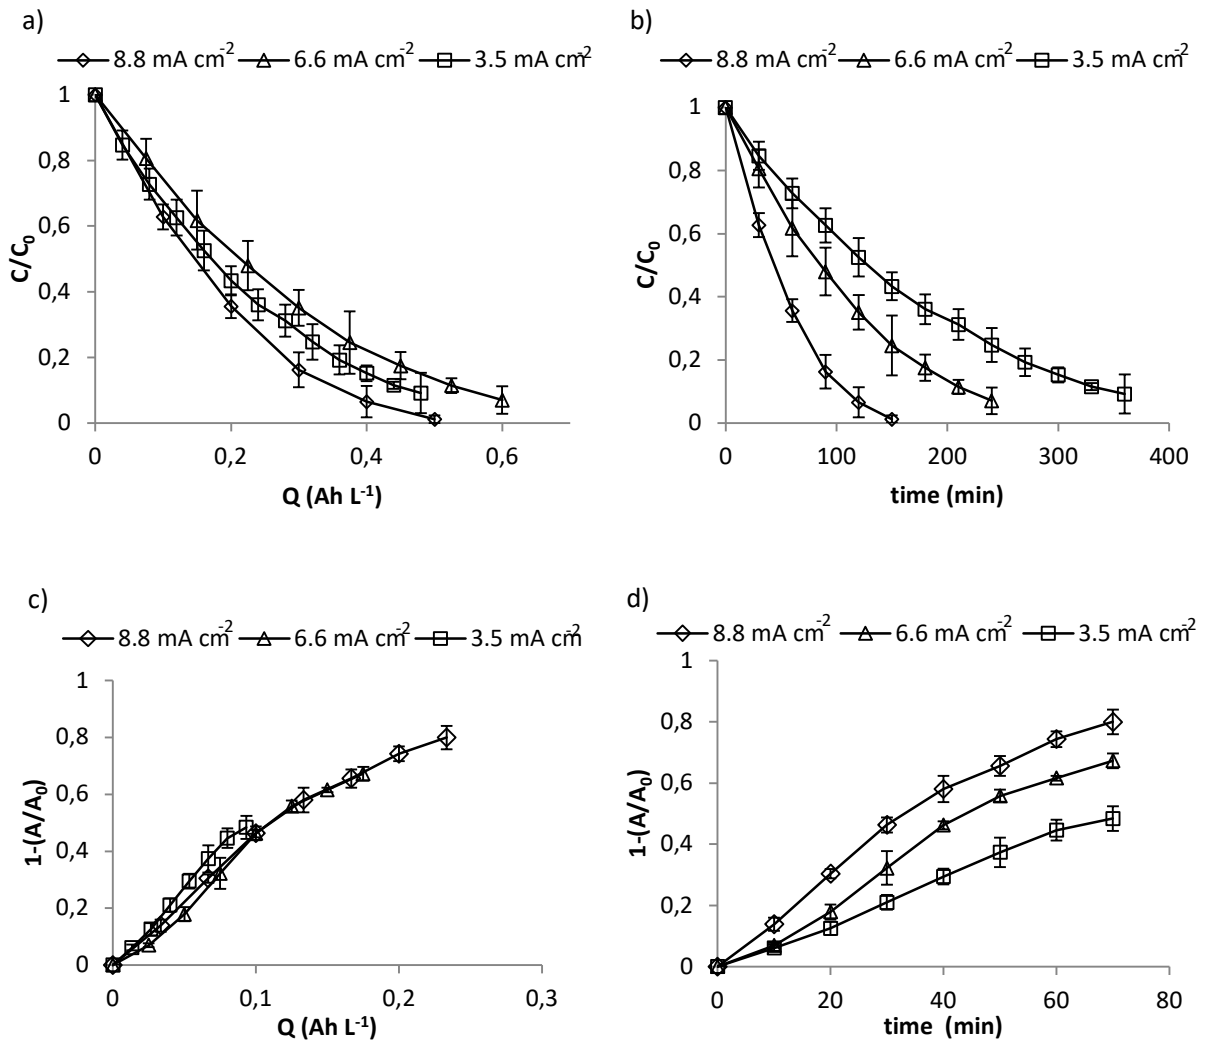 a)
8.8 mA cm-2 6.6 mA cm-2 3.5 mA cm-2
1
0,8
0,6
0,4
0,2
0
C/C0
0 0,2 0,4 0,6
Q (Ah L-1)
b)
8.8 mA cm-2 6.6 mA cm-2 3.5 mA cm-2
1
0,8
0,6
0,4
0,2
0
C/C0
0 100 200 300 400
time (min)
c)
8.8 mA cm-2 6.6 mA cm-2 3.5 mA cm-2
1
0,8
0,6
0,4
0,2
0
1-(A/A0)
0 0,1 0,2 0,3
Q (Ah L-1)
d)
8.8 mA cm-2 6.6 mA cm-2 3.5 mA cm-2
1
0,8
0,6
0,4
0,2
0
1-(A/A0)
0 20 40 60 80
time (min)